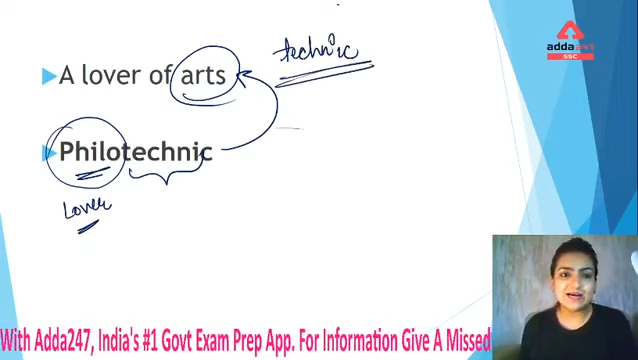 technic
adda247
SSC
A lover of arts
Philotechnic
Lover
With Adda247, India's #1 Govt Exam Prep App. For Information Give A Missed